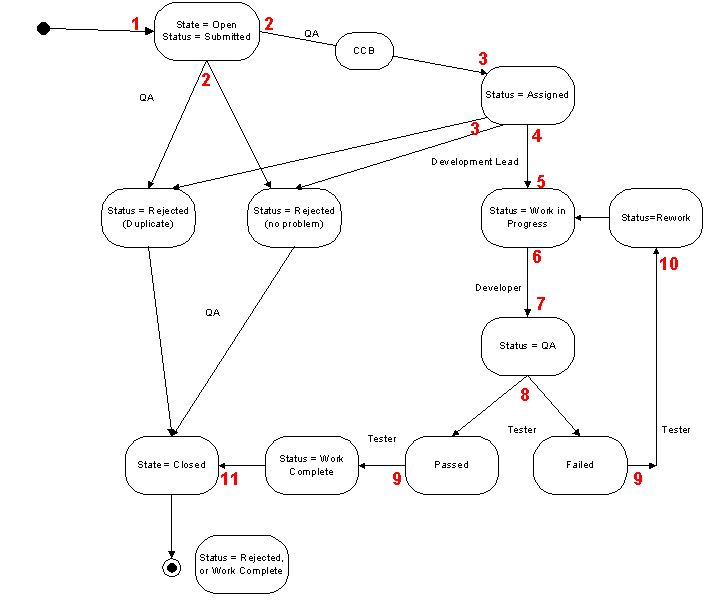 1
State = Open
Status = Submitted
2
QA
CCB
3
2
QA
Status = Assigned
3
4
Development Lead
5
Status = Rejected
(Duplicate)
Status = Rejected
(no problem)
Status = Work in
Progress
Status=Rework
6
10
Developer
7
QA
Status = QA
8
Tester
Tester
Tester
State = Closed
11
Status = Work
Complete
9
Passed
Failed
9
Status = Rejected,
or Work Complete